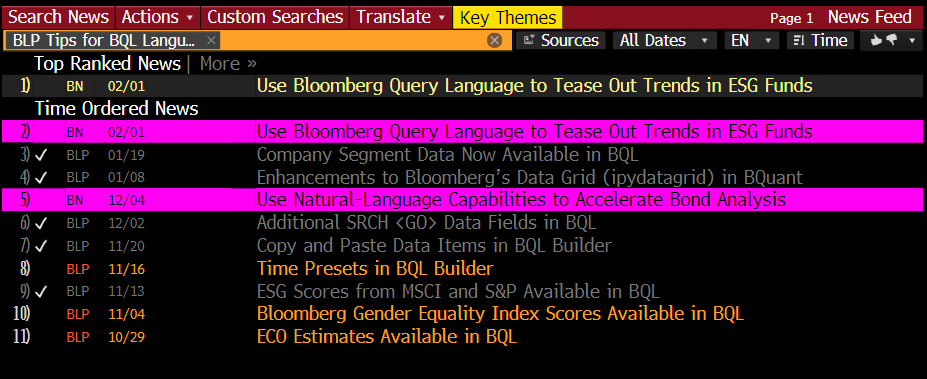 Search News Actions Custom Searches Translate Key Themes Page 1 News Feed
BLP Tips for BQL Langu... × Sources All Dates EN Time
Top Ranked News | More »
1) BN 02/01 Use Bloomberg Query Language to Tease Out Trends in ESG Funds
Time Ordered News
2) BN 02/01 Use Bloomberg Query Language to Tease Out Trends in ESG Funds
3) BLP 01/19 Company Segment Data Now Available in BQL
4) BLP 01/08 Enhancements to Bloomberg's Data Grid (ipydatagrid) in BQuant
5) BN 12/04 Use Natural-Language Capabilities to Accelerate Bond Analysis
6) BLP 12/02 Additional SRCH <GO> Data Fields in BQL
7) BLP 11/20 Copy and Paste Data Items in BQL Builder
8) BLP 11/16 Time Presets in BQL Builder
9) BLP 11/13 ESG Scores from MSCI and S&P Available in BQL
10) BLP 11/04 Bloomberg Gender Equality Index Scores Available in BQL
11) BLP 10/29 ECO Estimates Available in BQL